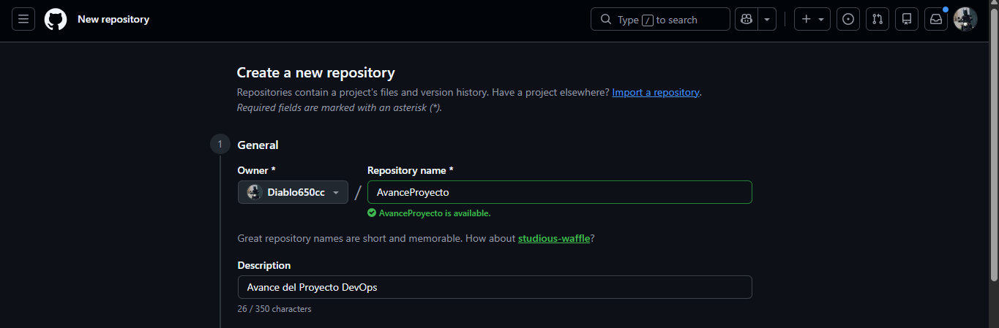 New repository
Type / to search
Create a new repository
Repositories contain a project's files and version history. Have a project elsewhere? Import a repository.
Required fields are marked with an asterisk (*).
1 General
Owner * Repository name *
Diablo650cc / AvanceProyecto
AvanceProyecto is available.
Great repository names are short and memorable. How about studious-waffle?
Description
Avance del Proyecto DevOps
26 / 350 characters